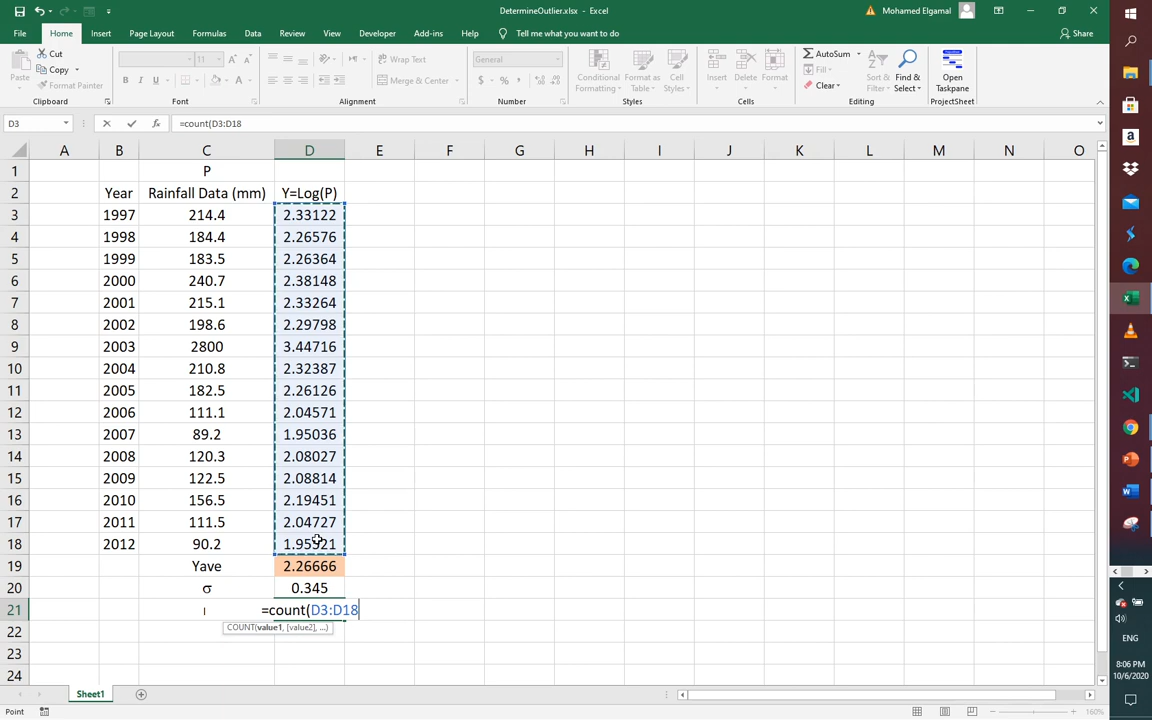 DetermineOutlier.xlsx - Excel
Mohamed Elgamal
File Home Insert Page Layout Formulas Data Review View Developer Add-ins Help Tell me what you want to do Share
Paste
Cut
Copy
Format Painter
11
Wrap Text
Merge & Center
General
Conditional Formatting
Format as Table
Cell Styles
Insert
Delete
Format
AutoSum
Fill
Clear
Sort & Filter
Find & Select
Open Taskpane
Clipboard Font Alignment Number Styles Cells Editing ProjectSheet
D3 =count(D3:D18
A B C D E F G H I J K L M N O
1 P
2 Year Rainfall Data (mm) Y=Log(P)
3 1997 214.4 2.33122
4 1998 184.4 2.26576
5 1999 183.5 2.26364
6 2000 240.7 2.38148
7 2001 215.1 2.33264
8 2002 198.6 2.29798
9 2003 2800 3.44716
10 2004 210.8 2.32387
11 2005 182.5 2.26126
12 2006 111.1 2.04571
13 2007 89.2 1.95036
14 2008 120.3 2.08027
15 2009 122.5 2.08814
16 2010 156.5 2.19451
17 2011 111.5 2.04727
18 2012 90.2
19 Yave 2.26666
20 σ 0.345
21 =count(D3:D18
COUNT(value1, [value2], ...)
22
23
24
Sheet1
Point
160%
ENG
8:06 PM
10/6/2020